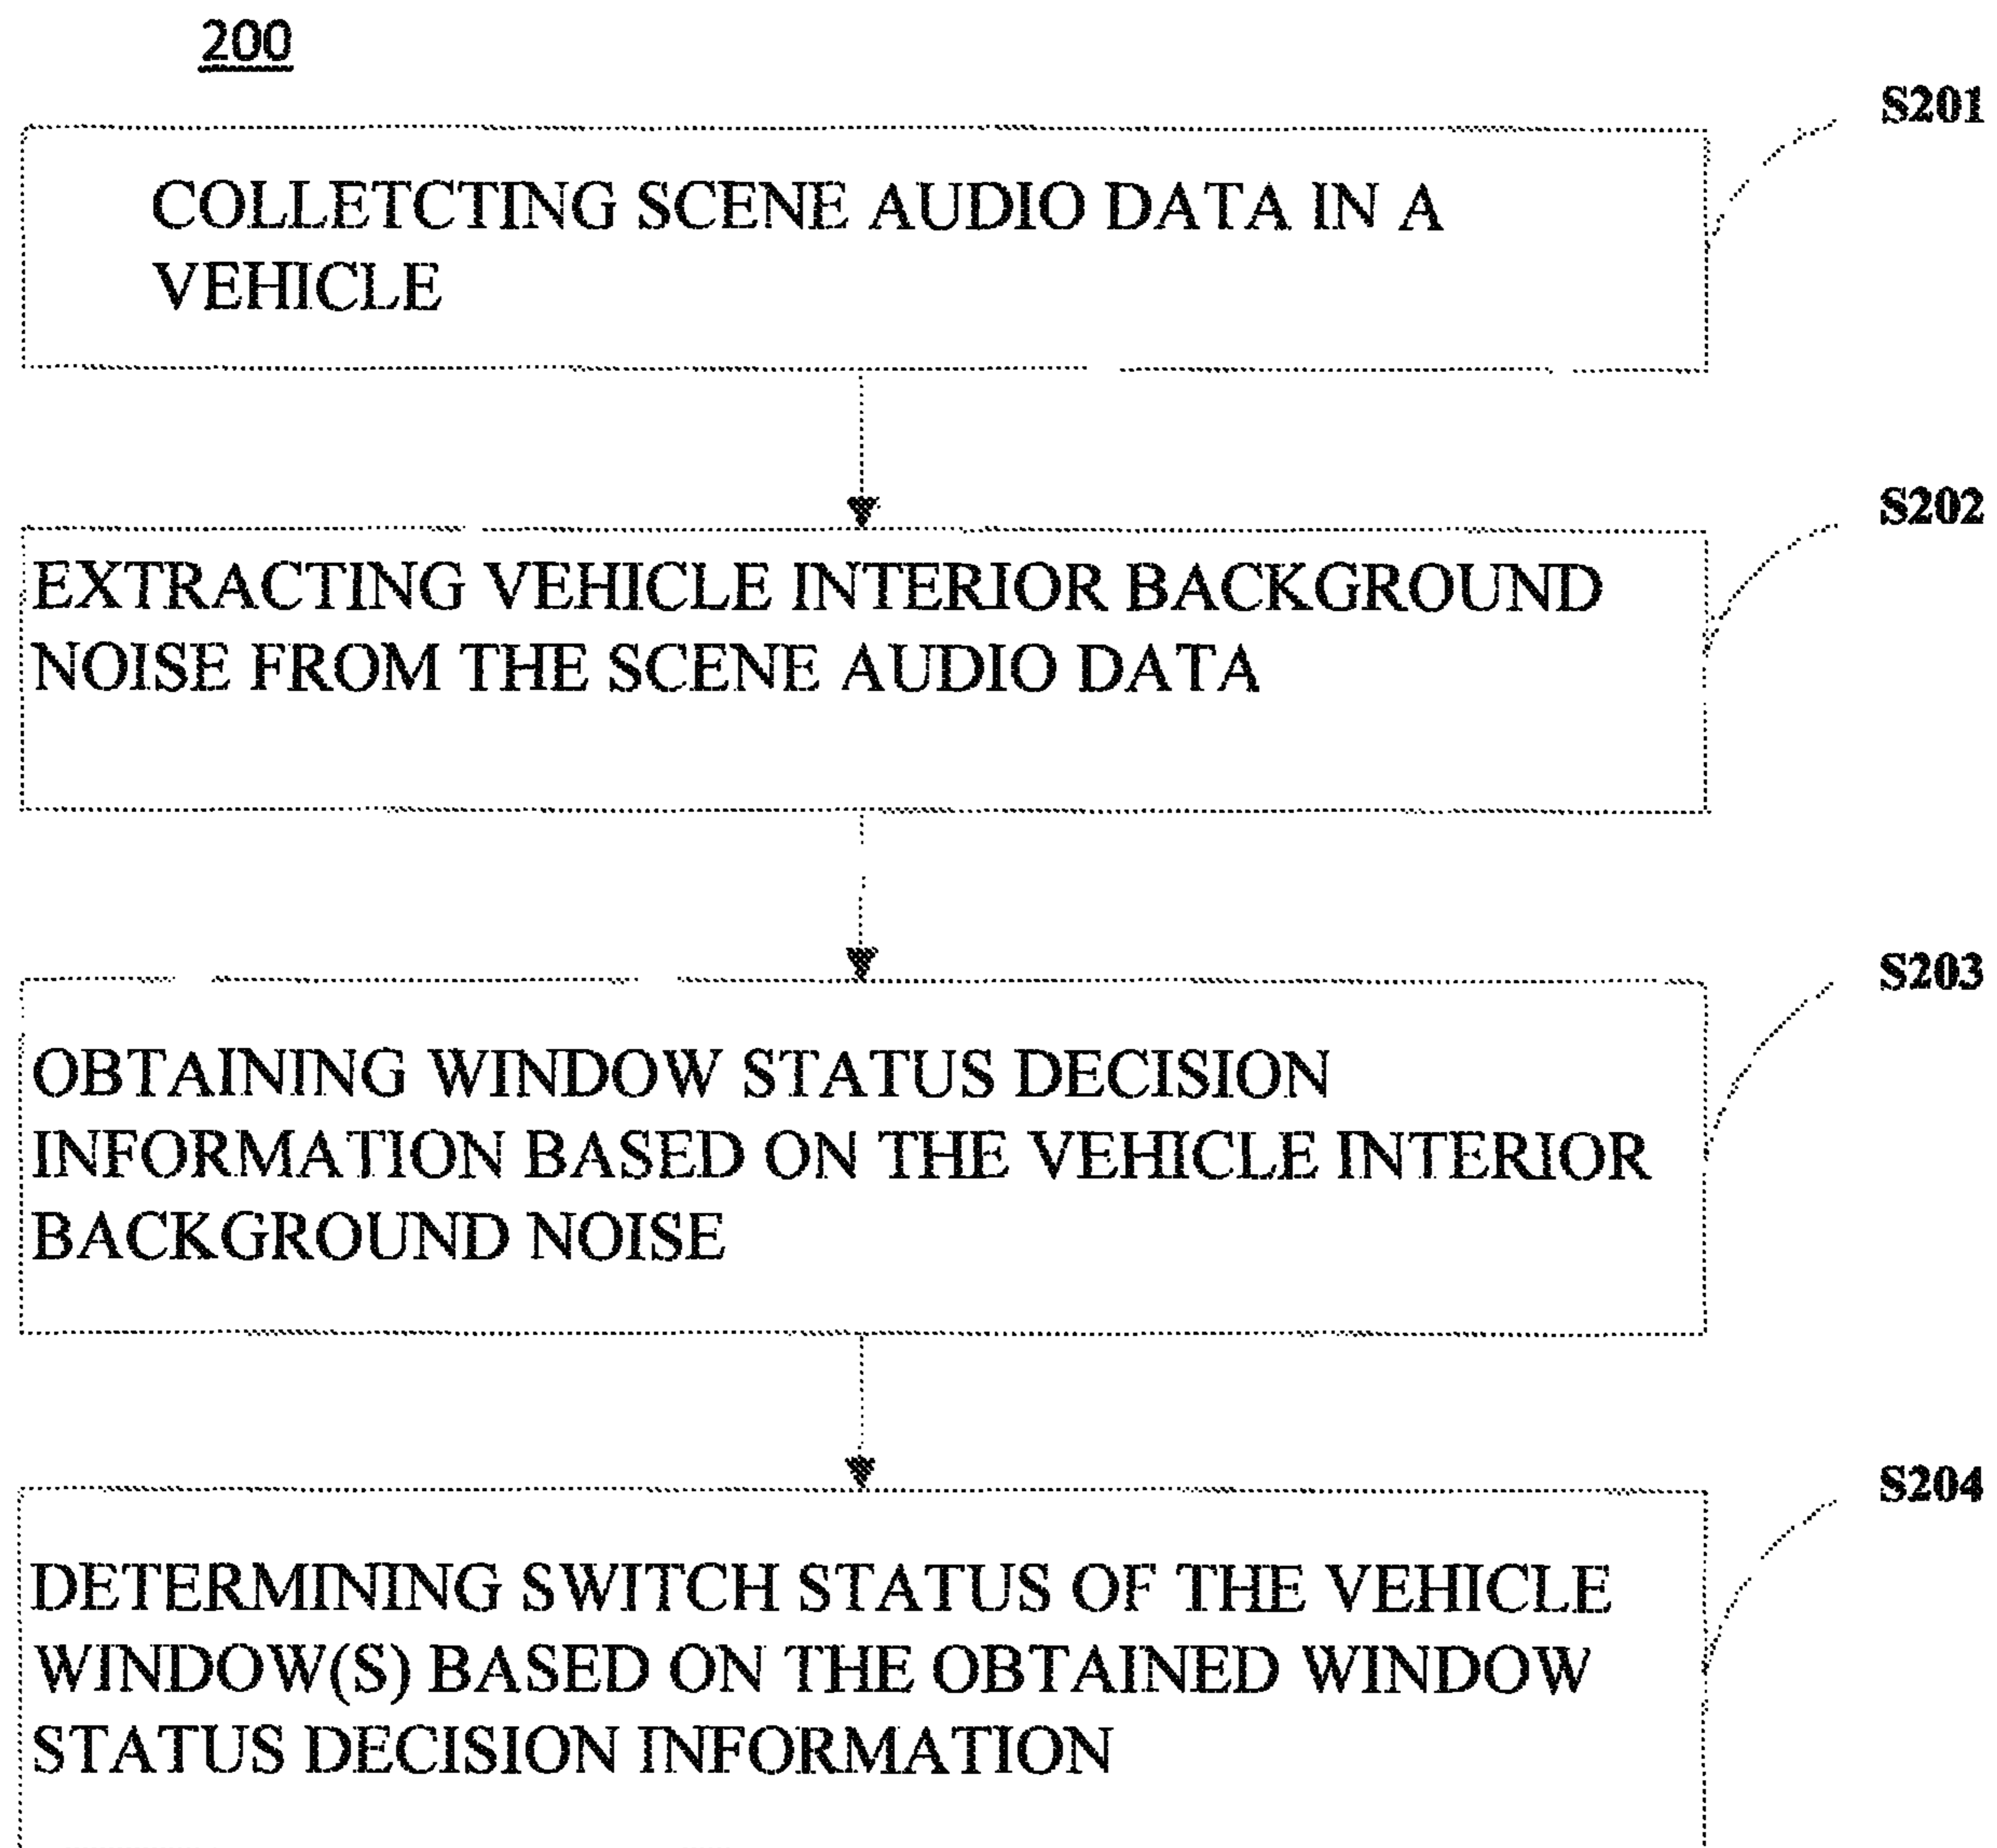 200
S201
COLLETCTING SCENE AUDIO DATA IN A
VEHICLE
S202
EXTRACTING VEHICLE INTERIOR BACKGROUND
NOISE FROM THE SCENE AUDIO DATA
S203
OBTAINING WINDOW STATUS DECISION
INFORMATION BASED ON THE VEHICLE INTERIOR
BACKGROUND NOISE
S204
DETERMINING SWITCH STATUS OF THE VEHICLE
WINDOW(S) BASED ON THE OBTAINED WINDOW
STATUS DECISION INFORMATION